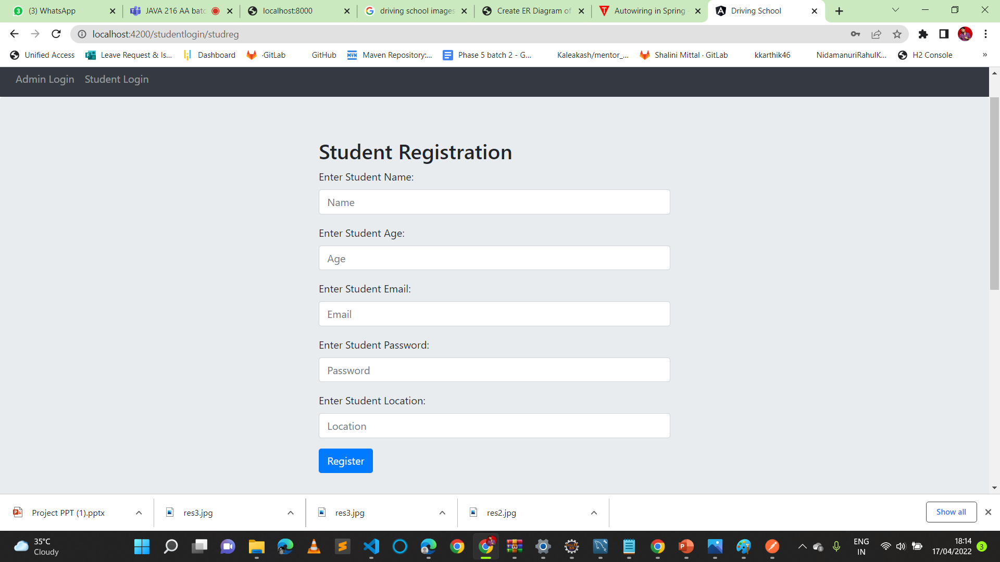 (3) WhatsApp
JAVA 216 AA batc
localhost:8000
driving school images
Create ER Diagram of
Autowiring in Spring
Driving School
localhost:4200/studentlogin/studreg
Unified Access
Leave Request & Is...
Dashboard
·GitLab
GitHub
Maven Repository:...
Phase 5 batch 2 - G...
Kaleakash/mentor_...
Shalini Mittal · GitLab
kkarthik46
NidamanuriRahulK...
H2 Console
»
Admin Login
Student Login
Student Registration
Enter Student Name:
Name
Enter Student Age:
Age
Enter Student Email:
Email
Enter Student Password:
Password
Enter Student Location:
Location
Register
Project PPT (1).pptx
res3.jpg
res3.jpg
res2.jpg
Show all
35°C
Cloudy
ENG
IN
18:14
17/04/2022
3